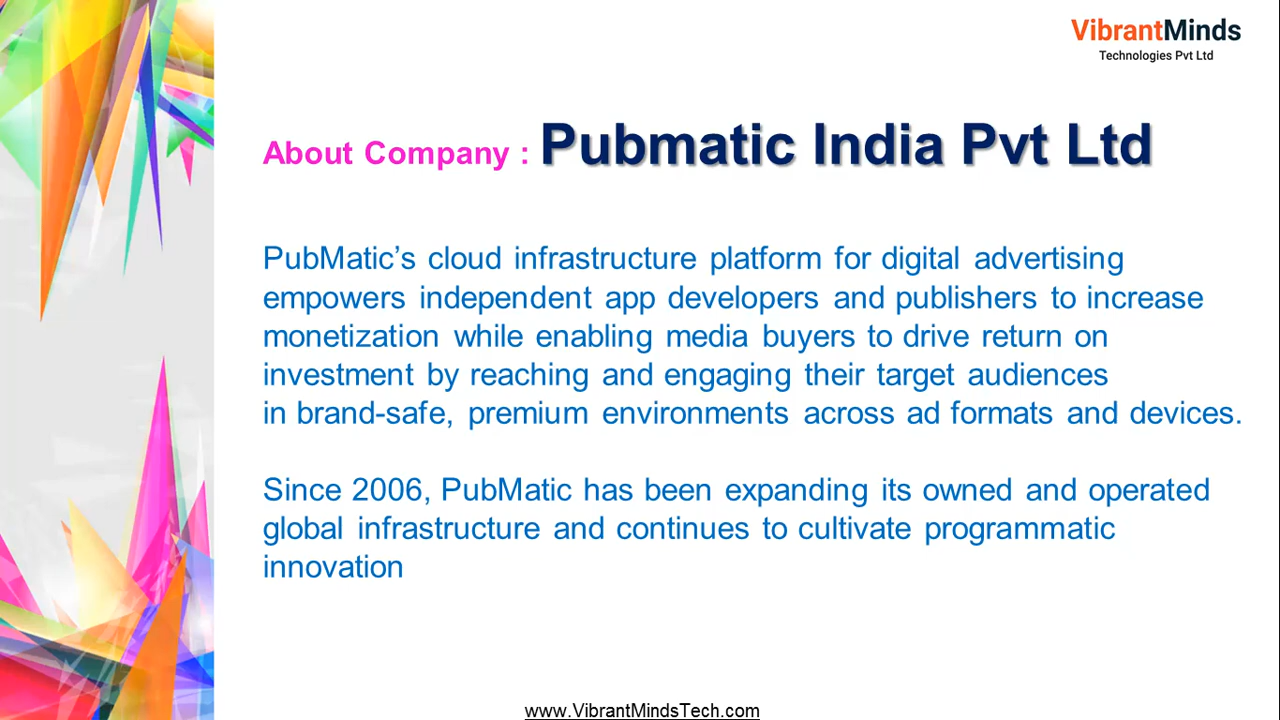 VibrantMinds
Technologies Pvt Ltd
About Company : Pubmatic India Pvt Ltd
PubMatic’s cloud infrastructure platform for digital advertising
empowers independent app developers and publishers to increase
monetization while enabling media buyers to drive return on
investment by reaching and engaging their target audiences
in brand-safe, premium environments across ad formats and devices.
Since 2006, PubMatic has been expanding its owned and operated
global infrastructure and continues to cultivate programmatic
innovation
www.VibrantMindsTech.com